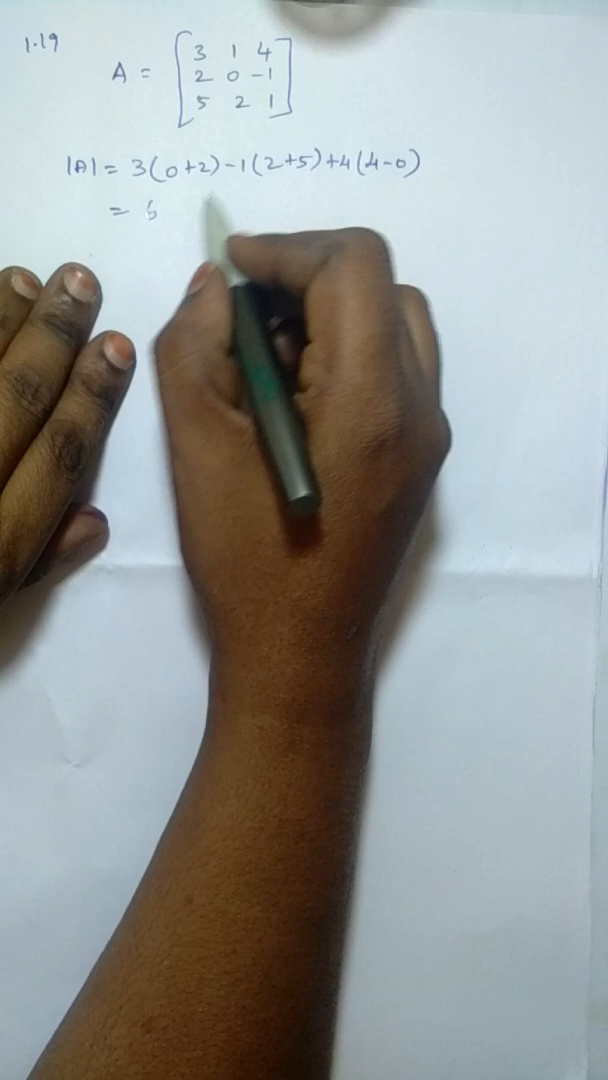 1.19
A = [ 3 1 4
2 0 -1
5 2 1 ]
|A| = 3(0+2)-1(2+5)+4(4-0)
= 6